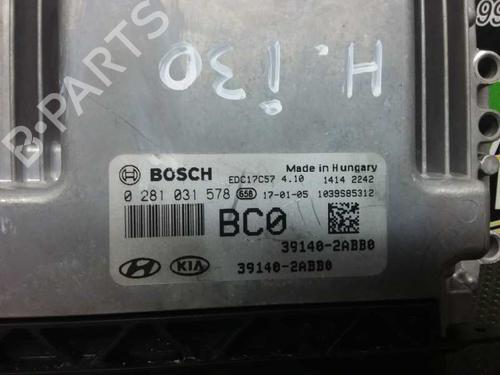 H. i30
B-PARTS
BOSCH
EDC17C57 4.10
Made in Hungary
1414 2242
0 281 031 578 658 17-01-05 1039S85312
BC0
39140-2ABB0
KIA
39140-2ABB0